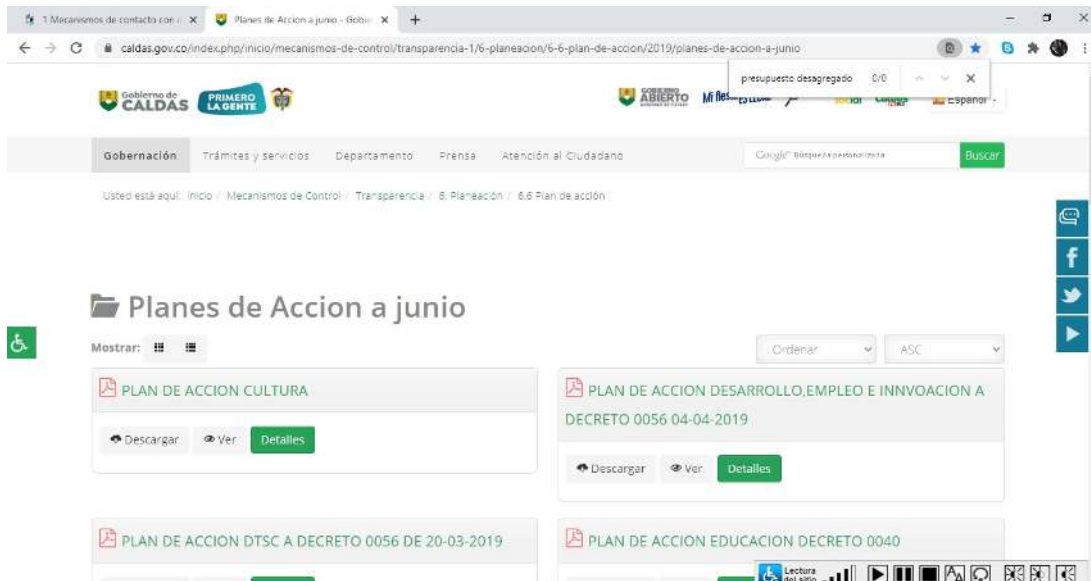 1 Mecanismos de contacto con
Planes de Accion a junio - Gobie
caldas.gov.co/index.php/inicio/mecanismos-de-control/transparencia-1/6-planeacion/6-6-plan-de-accion/2019/planes-de-accion-a-junio
presupuesto desagregado 0/0
Gobierno de
CALDAS
PRIMERO
LA GENTE
GOBIERNO
ABIERTO
Español
Gobernación Trámites y servicios Departamento Prensa Atención al Ciudadano
Google Búsqueda personalizada
Buscar
Usted está aquí: Inicio / Mecanismos de Control / Transparencia / 6. Planeación / 6.6 Plan de acción
Planes de Accion a junio
Mostrar:
Ordenar
ASC
PLAN DE ACCION CULTURA
Descargar Ver Detalles
PLAN DE ACCION DESARROLLO,EMPLEO E INNVOACION A
DECRETO 0056 04-04-2019
Descargar Ver Detalles
PLAN DE ACCION DTSC A DECRETO 0056 DE 20-03-2019
PLAN DE ACCION EDUCACION DECRETO 0040
Lectura
del sitio